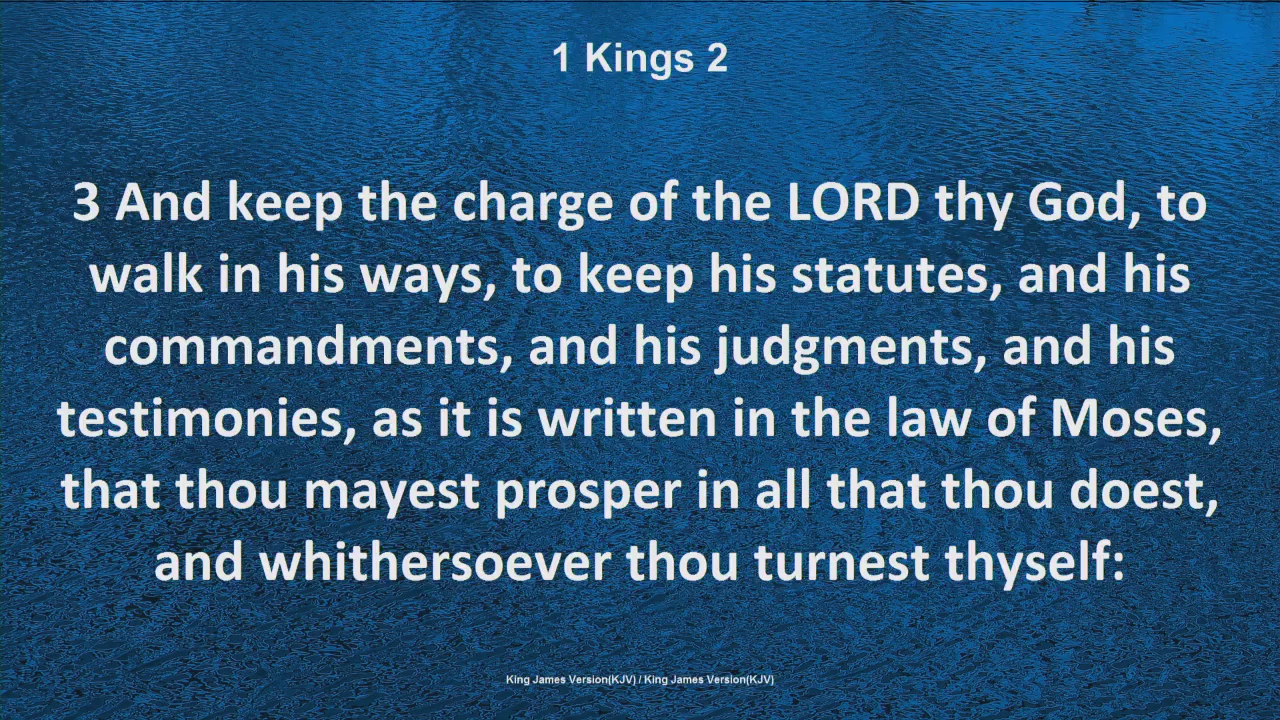 1 Kings 2
3 And keep the charge of the LORD thy God, to
walk in his ways, to keep his statutes, and his
commandments, and his judgments, and his
testimonies, as it is written in the law of Moses,
that thou mayest prosper in all that thou doest,
and whithersoever thou turnest thyself:
King James Version(KJV) / King James Version(KJV)